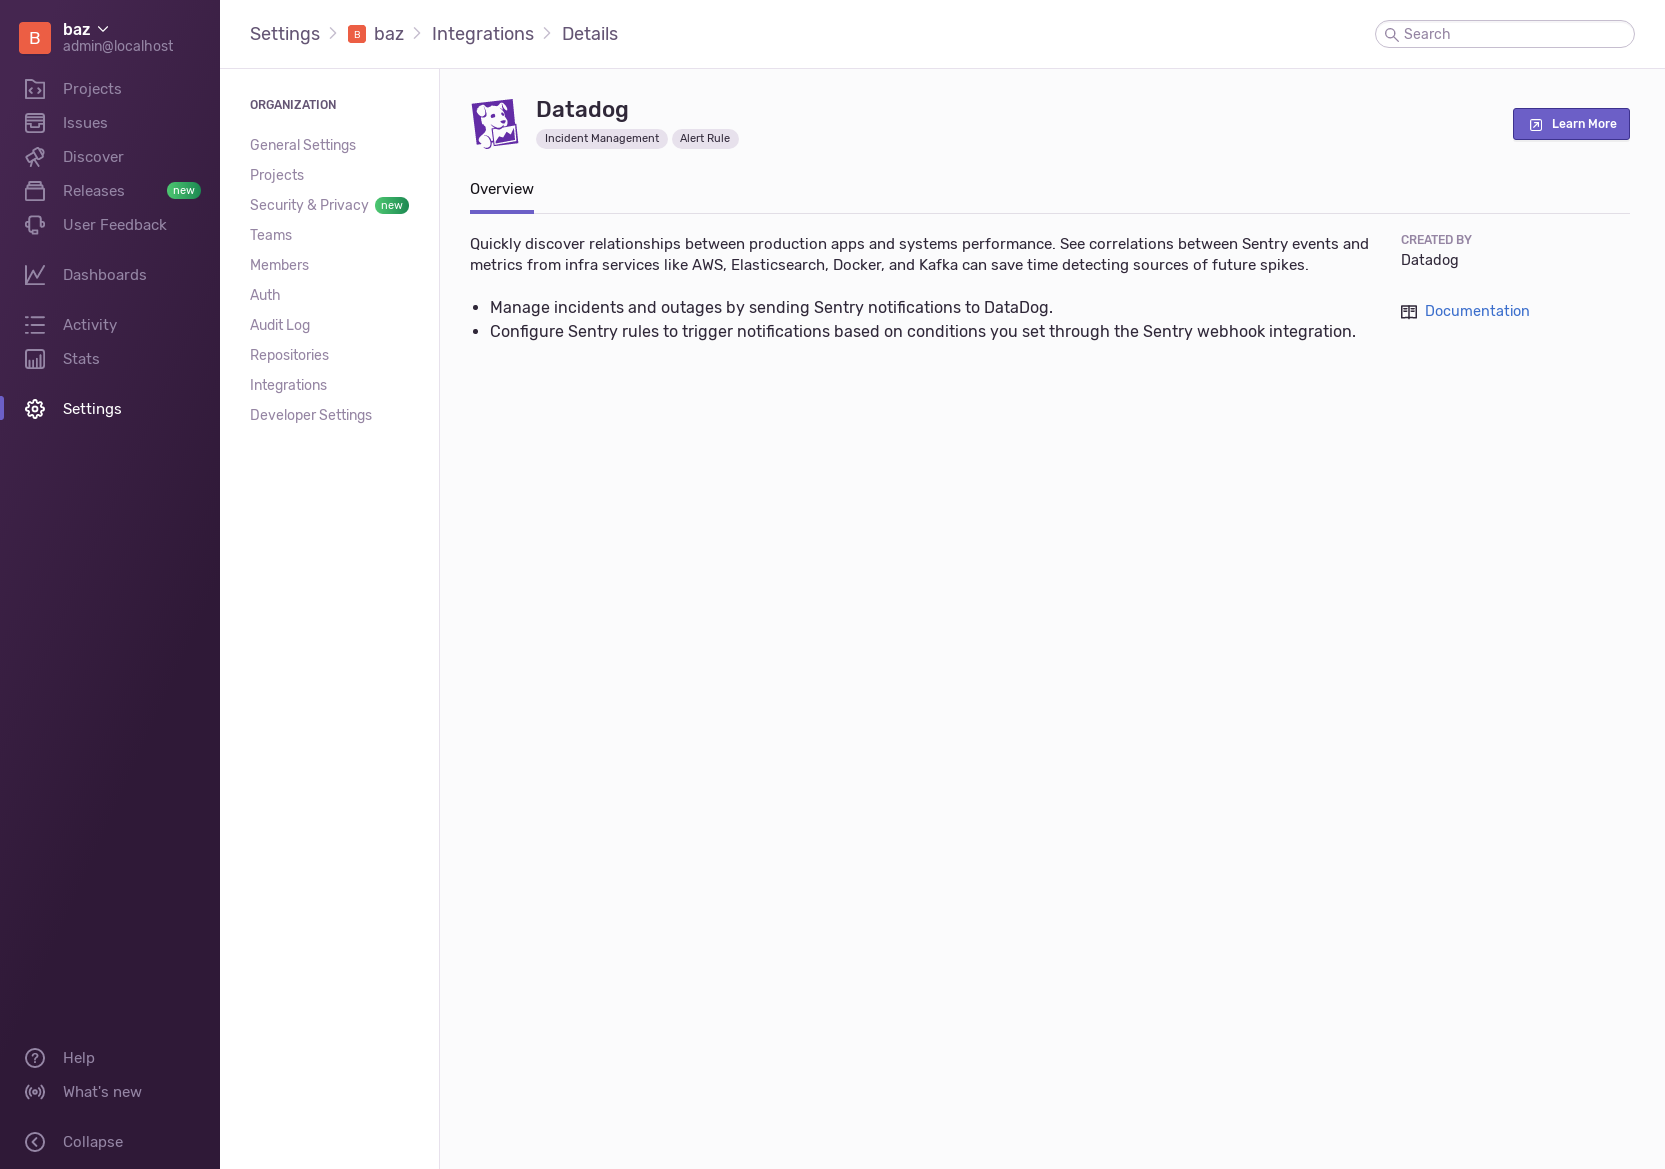 B
baz
admin@localhost
Projects
Issues
Discover
Releases new
User Feedback
Dashboards
Activity
Stats
Settings
Help
What's new
Collapse
Settings B baz Integrations Details
Search
ORGANIZATION
General Settings
Projects
Security & Privacy new
Teams
Members
Auth
Audit Log
Repositories
Integrations
Developer Settings
Datadog
Incident Management Alert Rule
Learn More
Overview
Quickly discover relationships between production apps and systems performance. See correlations between Sentry events and
metrics from infra services like AWS, Elasticsearch, Docker, and Kafka can save time detecting sources of future spikes.
Manage incidents and outages by sending Sentry notifications to DataDog.
Configure Sentry rules to trigger notifications based on conditions you set through the Sentry webhook integration.
CREATED BY
Datadog
Documentation